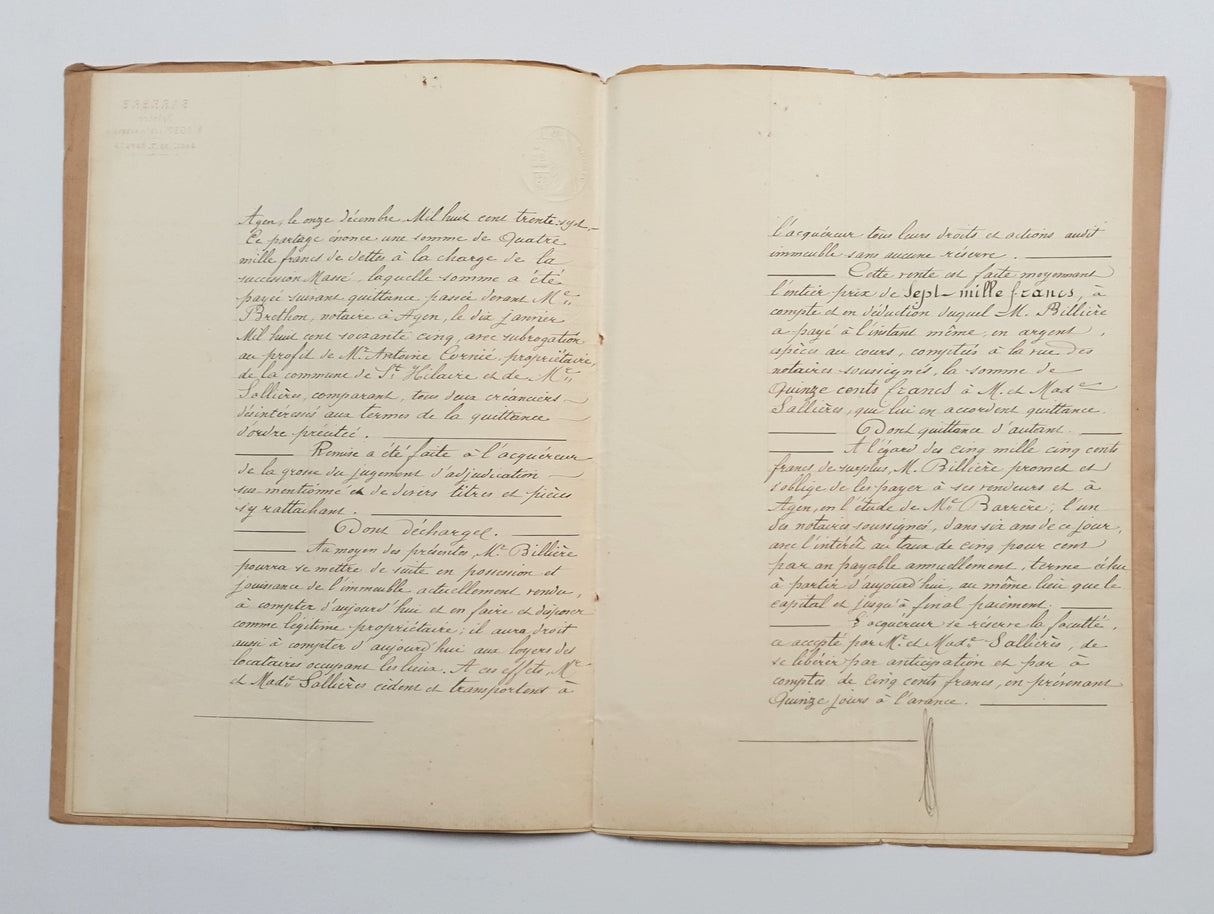 Agen, le onze décembre Mil huit cent trente-sept,_
Ce partage énonce une somme de Quatre
mille francs de dettes à la charge de la
succession Massé, laquelle somme a été
payée suivant quittance passée devant Me.
Brethon, notaire à Agen, le dix janvier
Mil huit cent soixante cinq, avec subrogation
au profit de Mr. Antoine Cornié, propriétaire,
de la commune de St. Hilaire et de Mr.
Sallières, comparant, tous deux créanciers
désintéressés aux termes de la quittance
d'ordre précitée.
Remise a été faite à l'acquéreur
de la grosse du jugement d'adjudication
sus-mentionné et de divers titres et pièces
s'y rattachant.
Dont décharge.
Au moyen des présentes, Mr. Billière
pourra se mettre de suite en possession et
jouissance de l'immeuble actuellement vendu,
à compter d'aujourd'hui et en faire et disposer
comme légitime propriétaire; il aura droit
aussi à compter d'aujourd'hui aux loyers des
locataires occupant les lieux. A ces effets, Mr.
et Made. Sallières cèdent et transportent à
l'acquéreur tous leurs droits et actions audit
immeuble sans aucune réserve.
Cette vente est faite moyennant
l'entier prix de Sept-mille francs, à
compte et en déduction duquel M. Billière
a payé à l'instant même, en argent,
espèces au cours, comptés à la vue des
notaires soussignés, la somme de
Quinze cents francs à M. et Made.
Sallières, qui lui en accordent quittance.
Dont quittance d'autant.
A l'égard des cinq mille cinq cents
francs de surplus, M. Billière promet et
s'oblige de les payer à ses vendeurs et à
Agen, en l'étude de Me. Barrère, l'un
des notaires soussignés, dans six ans de ce jour,
avec l'intérêt au taux de cinq pour cent
par an payable annuellement, terme échu
à partir d'aujourd'hui, au même lieu que le
capital et jusqu'à final paiement.
L'acquéreur se réserve la faculté,
a accepté par Mr. et Made. Sallières, de
se libérer par anticipation et par à
comptes de cinq cents francs, en prévenant
Quinze jours à l'avance.